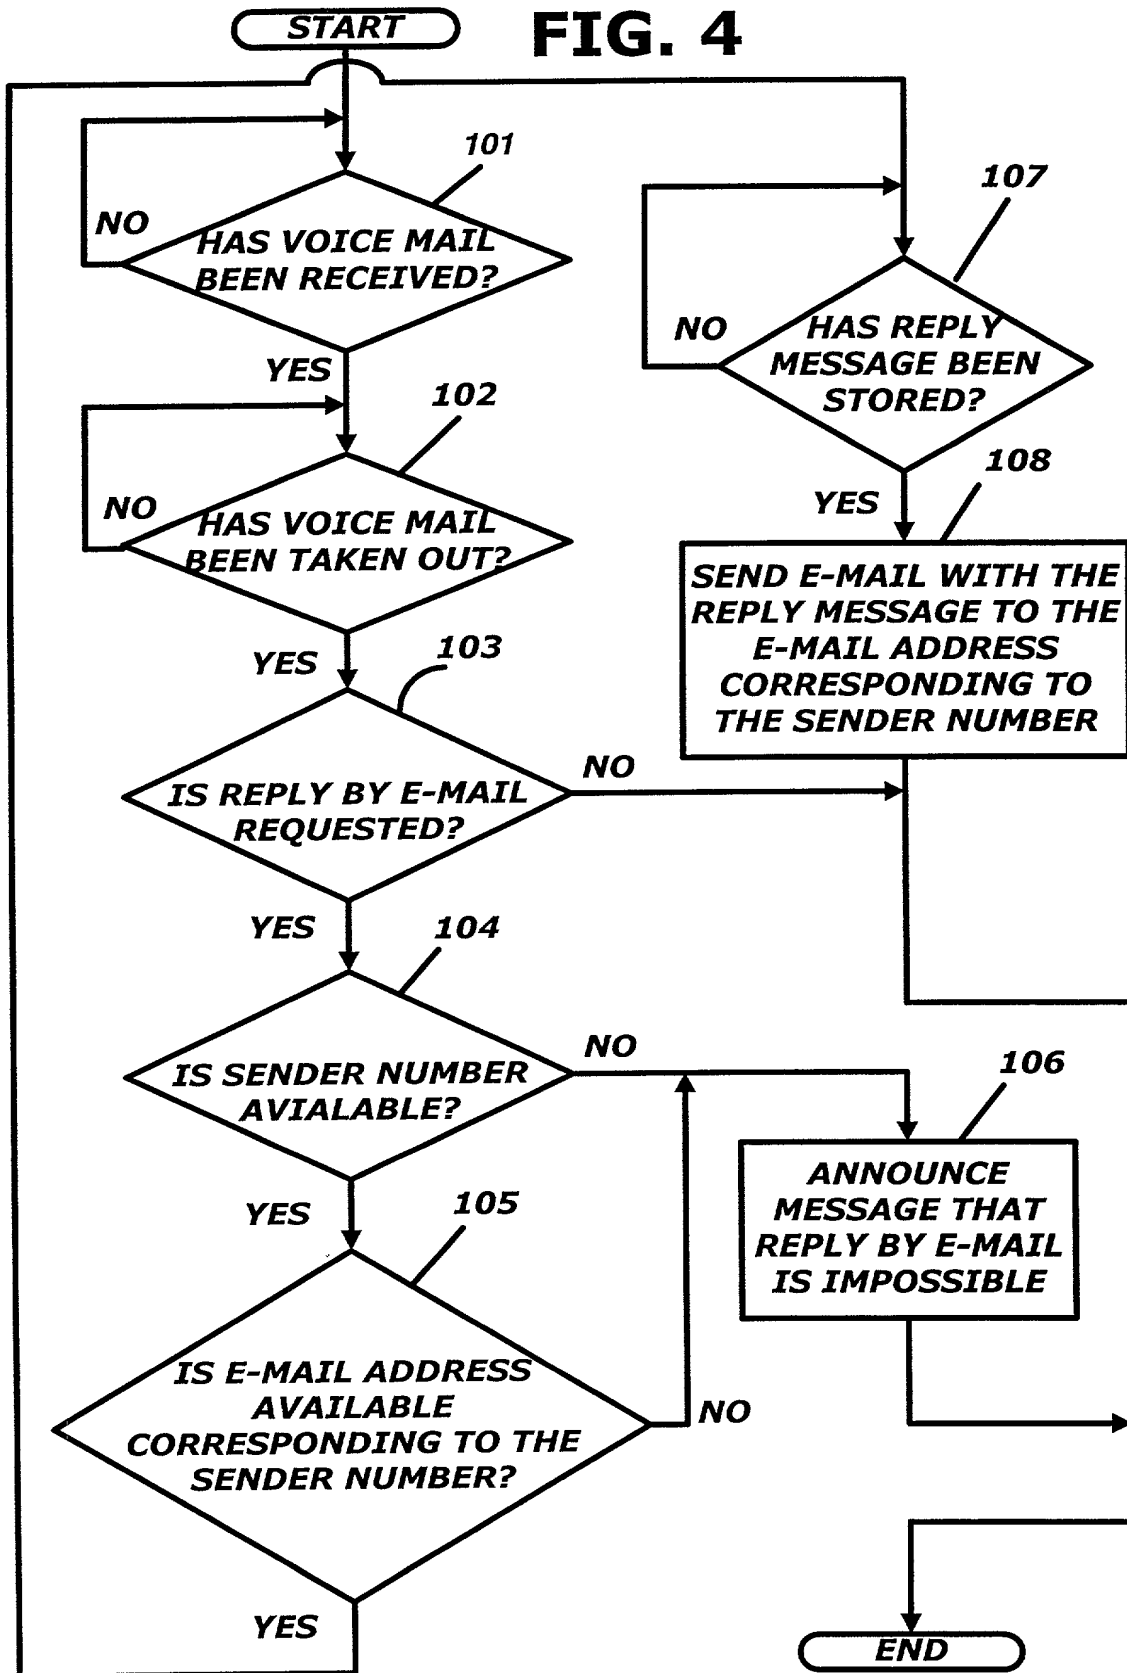 START
FIG. 4
101
NO
HAS VOICE MAIL
BEEN RECEIVED?
YES
102
NO
HAS VOICE MAIL
BEEN TAKEN OUT?
YES
103
IS REPLY BY E-MAIL
REQUESTED?
NO
YES
104
IS SENDER NUMBER
AVIALABLE?
NO
YES
105
IS E-MAIL ADDRESS
AVAILABLE
CORRESPONDING TO THE
SENDER NUMBER?
NO
YES
107
NO
HAS REPLY
MESSAGE BEEN
STORED?
YES
108
SEND E-MAIL WITH THE
REPLY MESSAGE TO THE
E-MAIL ADDRESS
CORRESPONDING TO
THE SENDER NUMBER
106
ANNOUNCE
MESSAGE THAT
REPLY BY E-MAIL
IS IMPOSSIBLE
END